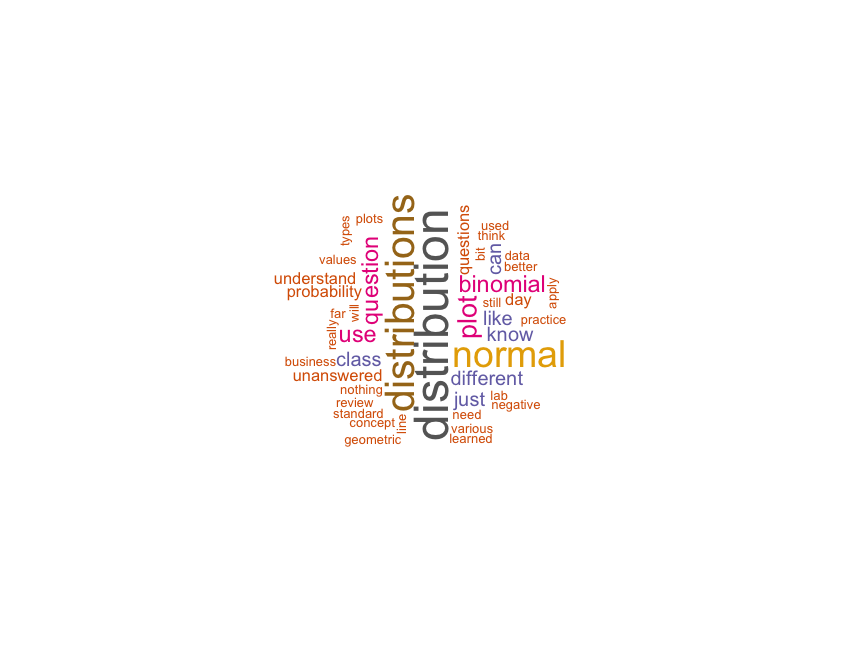 distribution
distributions
normal
binomial
plot
question
use
can
like
know
different
just
class
day
understand
probability
unanswered
questions
types
plots
values
far
will
really
business
nothing
review
standard
concept
line
geometric
used
think
bit
data
better
still
apply
practice
lab
negative
need
various
learned